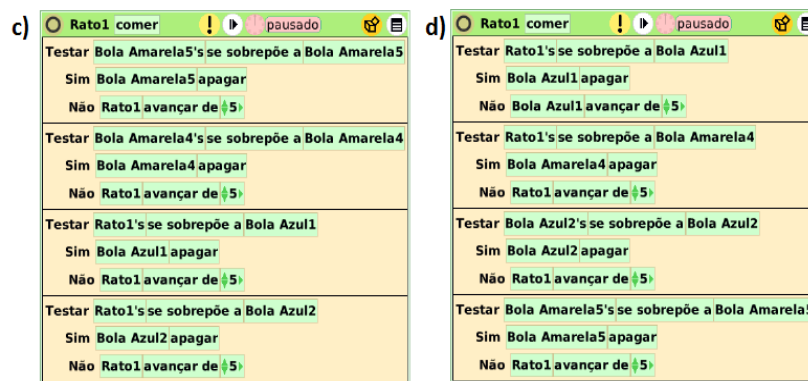 c)
Rato1 comer ! pausado
Testar Bola Amarela5's se sobrepõe a Bola Amarela5
Sim Bola Amarela5 apagar
Não Rato1 avançar de 5
Testar Bola Amarela4's se sobrepõe a Bola Amarela4
Sim Bola Amarela4 apagar
Não Rato1 avançar de 5
Testar Rato1's se sobrepõe a Bola Azul1
Sim Bola Azul1 apagar
Não Rato1 avançar de 5
Testar Rato1's se sobrepõe a Bola Azul2
Sim Bola Azul2 apagar
Não Rato1 avançar de 5
d)
Rato1 comer ! pausado
Testar Rato1's se sobrepõe a Bola Azul1
Sim Bola Azul1 apagar
Não Bola Azul1 avançar de 5
Testar Rato1's se sobrepõe a Bola Amarela4
Sim Bola Amarela4 apagar
Não Rato1 avançar de 5
Testar Bola Azul2's se sobrepõe a Bola Azul2
Sim Bola Azul2 apagar
Não Rato1 avançar de 5
Testar Bola Amarela5's se sobrepõe a Bola Amarela5
Sim Bola Amarela5 apagar
Não Rato1 avançar de 5